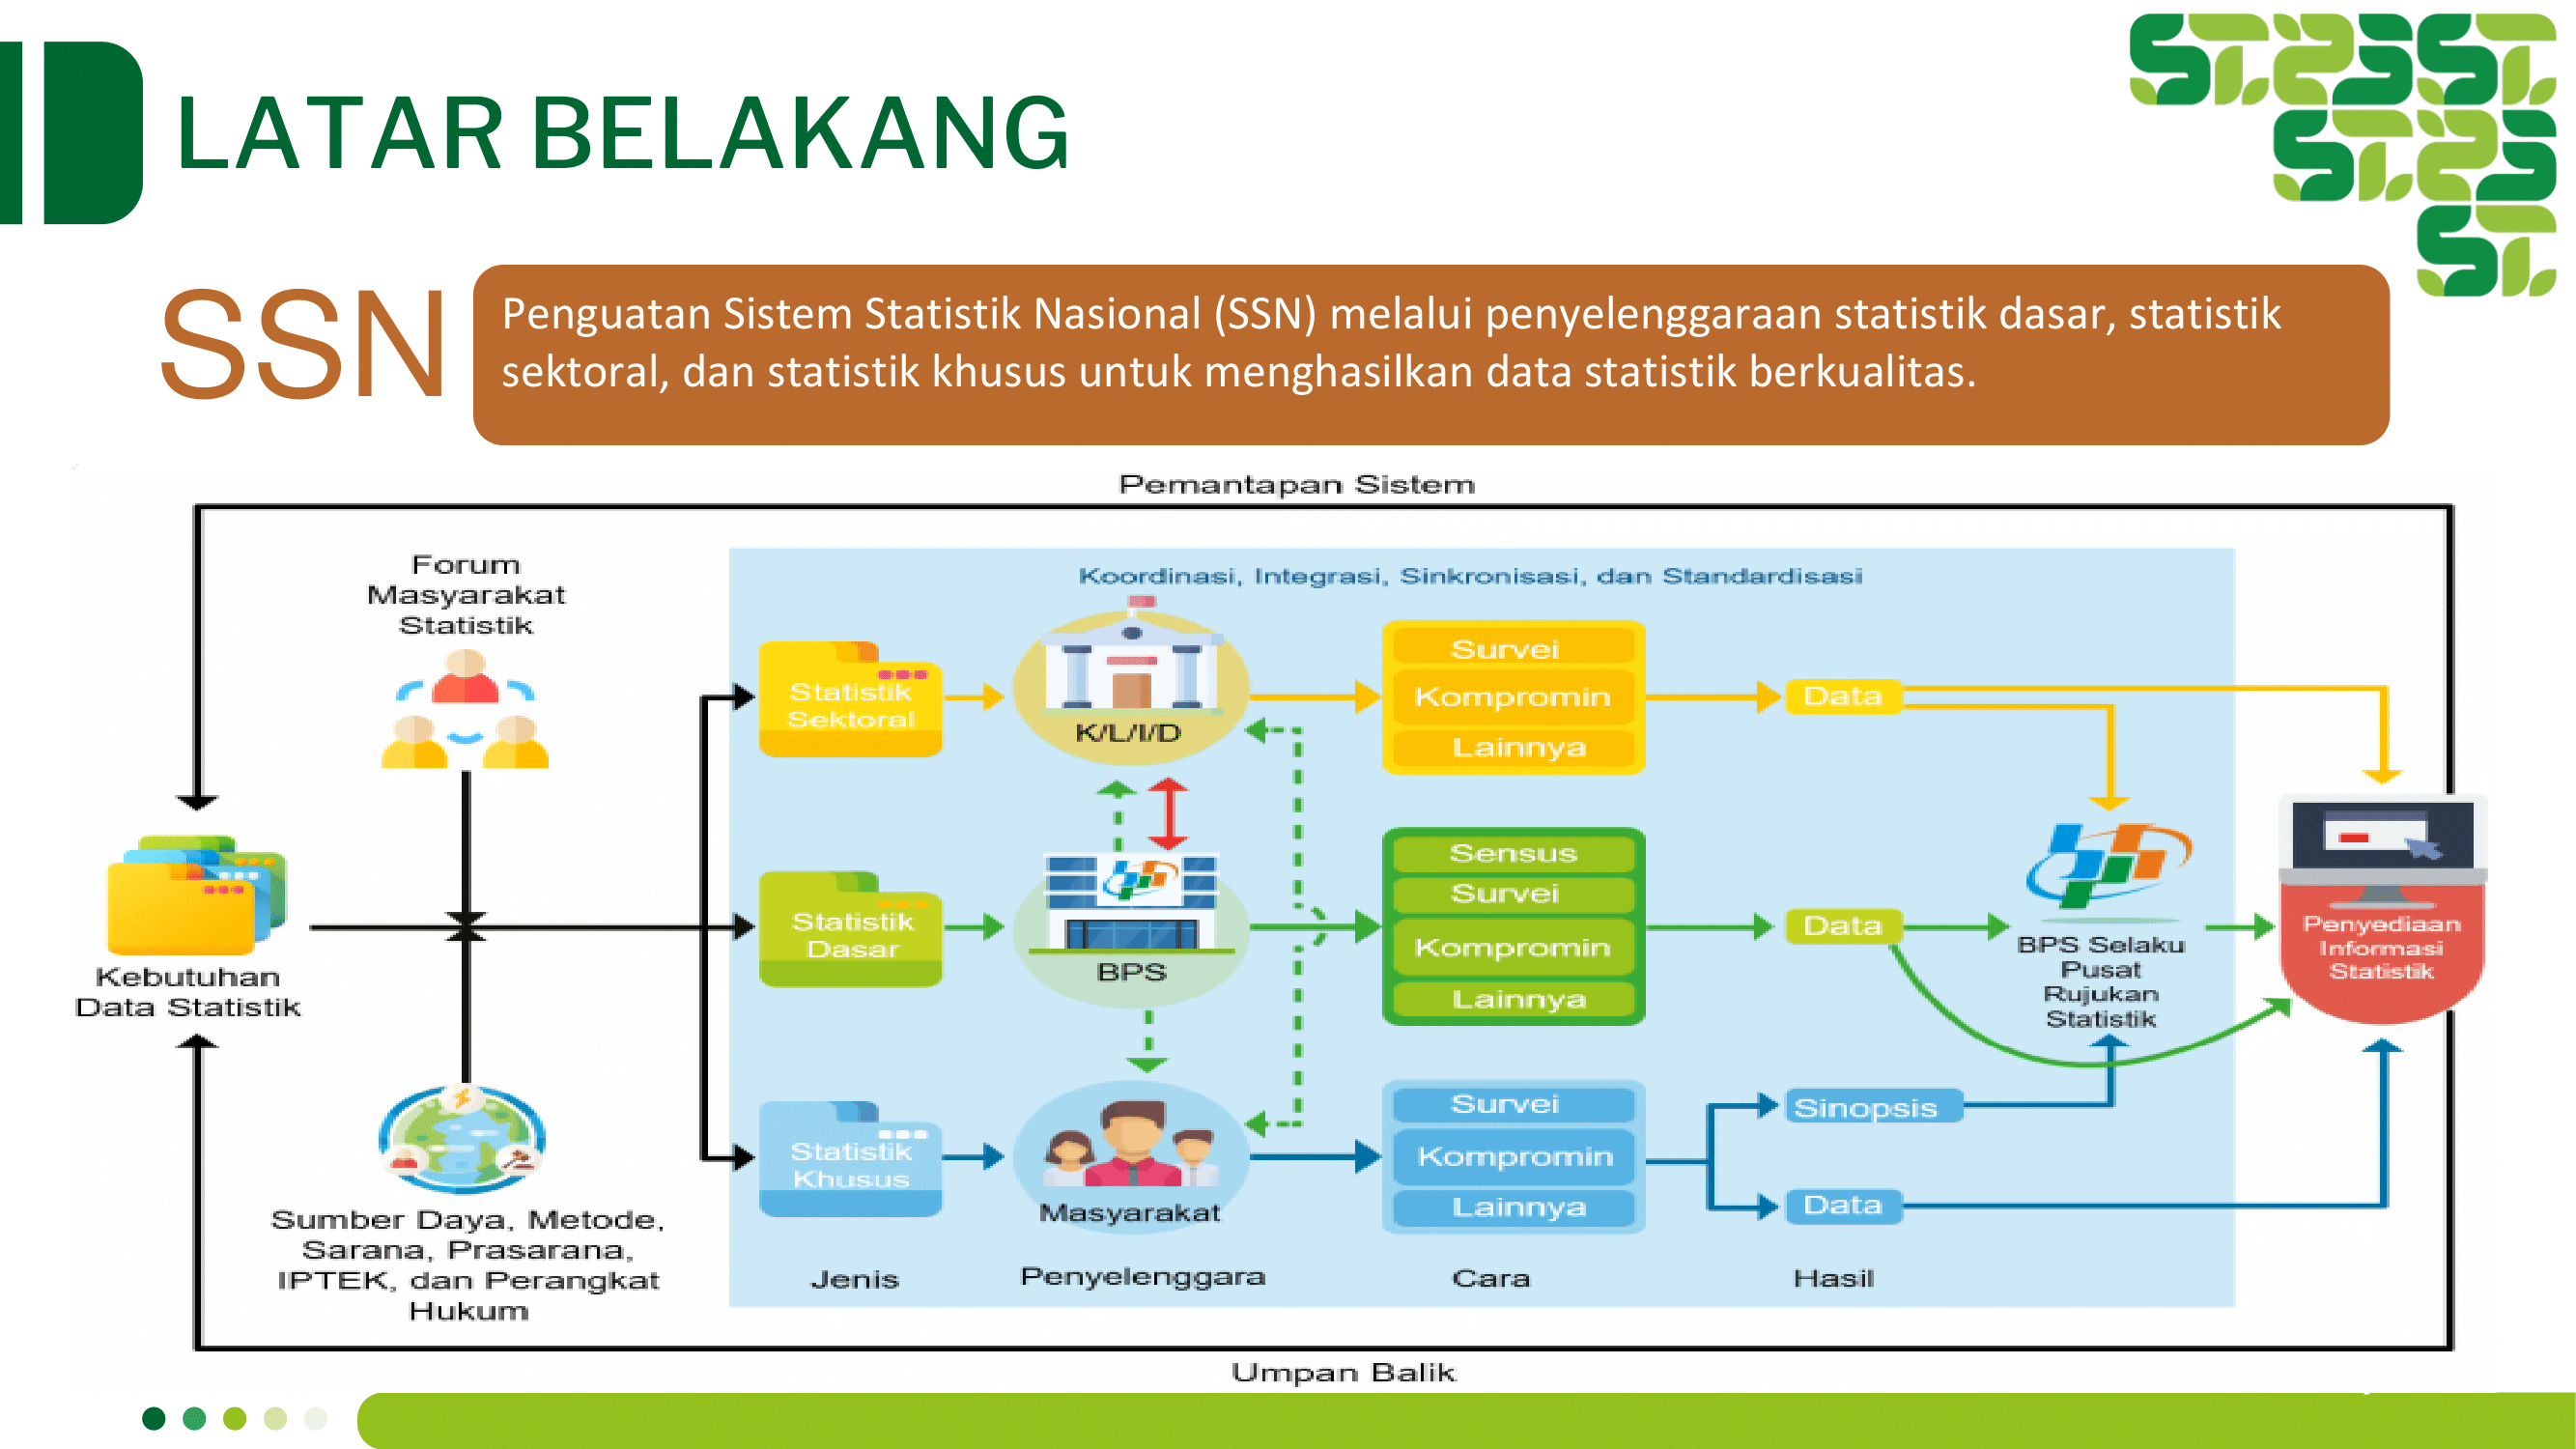 LATAR BELAKANG
SSN
Penguatan Sistem Statistik Nasional (SSN) melalui penyelenggaraan statistik dasar, statistik
sektoral, dan statistik khusus untuk menghasilkan data statistik berkualitas.
Pemantapan Sistem
Forum
Masyarakat
Statistik
Kebutuhan
Data Statistik
Sumber Daya, Metode,
Sarana, Prasarana,
IPTEK, dan Perangkat
Hukum
Koordinasi, Integrasi, Sinkronisasi, dan Standardisasi
Statistik
Sektoral
K/L/I/D
Survei
Kompromin
Lainnya
Data
Statistik
Dasar
BPS
Sensus
Survei
Kompromin
Lainnya
Data
BPS Selaku
Pusat
Rujukan
Statistik
Penyediaan
Informasi
Statistik
Statistik
Khusus
Masyarakat
Survei
Kompromin
Lainnya
Sinopsis
Data
Jenis
Penyelenggara
Cara
Hasil
Umpan Balik